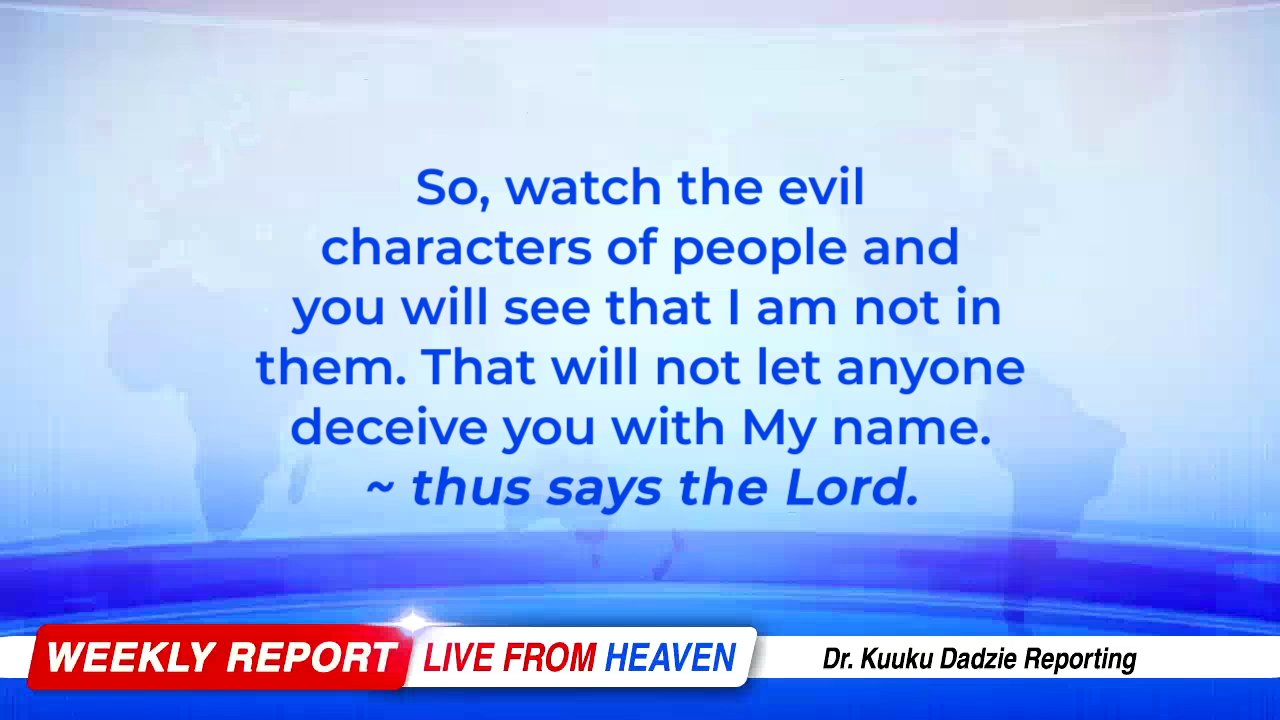 So, watch the evil
characters of people and
you will see that I am not in
them. That will not let anyone
deceive you with My name.
~ thus says the Lord.
WEEKLY REPORT LIVE FROM HEAVEN Dr. Kuuku Dadzie Reporting